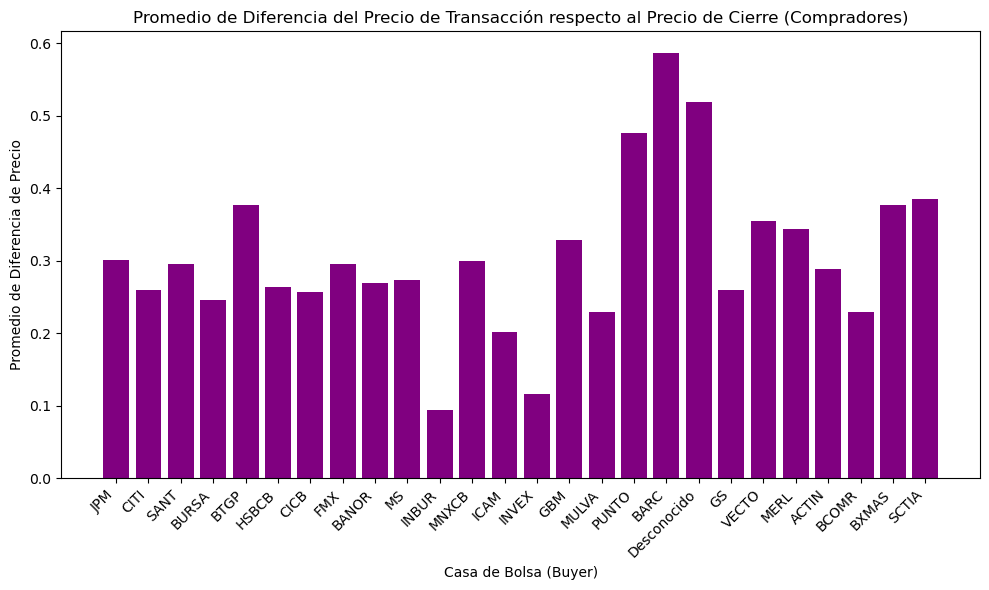 Promedio de Diferencia del Precio de Transacción respecto al Precio de Cierre (Compradores)
Promedio de Diferencia de Precio
0.6
0.5
0.4
0.3
0.2
0.1
0.0
JPM
CITI
SANT
BURSA
BTGP
HSBCB
CICB
FMX
BANOR
MS
INBUR
MNXCB
ICAM
INVEX
GBM
MULVA
PUNTO
BARC
Desconocido
GS
VECTO
MERL
ACTIN
BCOMR
BXMAS
SCTIA
Casa de Bolsa (Buyer)